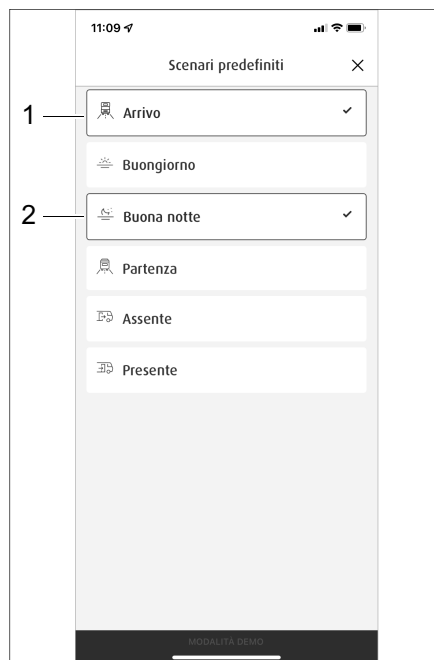 11:09
Scenari predefiniti
1
Arrivo
Buongiorno
2
Buona notte
Partenza
Assente
Presente
MODALITÀ DEMO